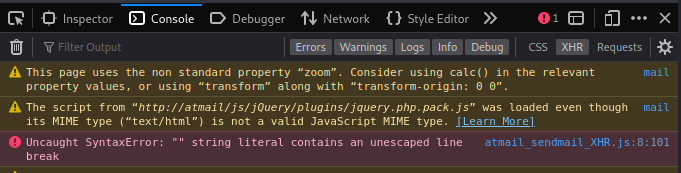 Inspector Console Debugger Network Style Editor 1
Filter Output Errors Warnings Logs Info Debug CSS XHR Requests
This page uses the non standard property “zoom”. Consider using calc() in the relevant mail
property values, or using “transform” along with “transform-origin: 0 0”.
The script from “http://atmail/js/jQuery/plugins/jquery.php.pack.js” was loaded even though mail
its MIME type (“text/html”) is not a valid JavaScript MIME type. [Learn More]
Uncaught SyntaxError: "" string literal contains an unescaped line atmail_sendmail_XHR.js:8:101
break